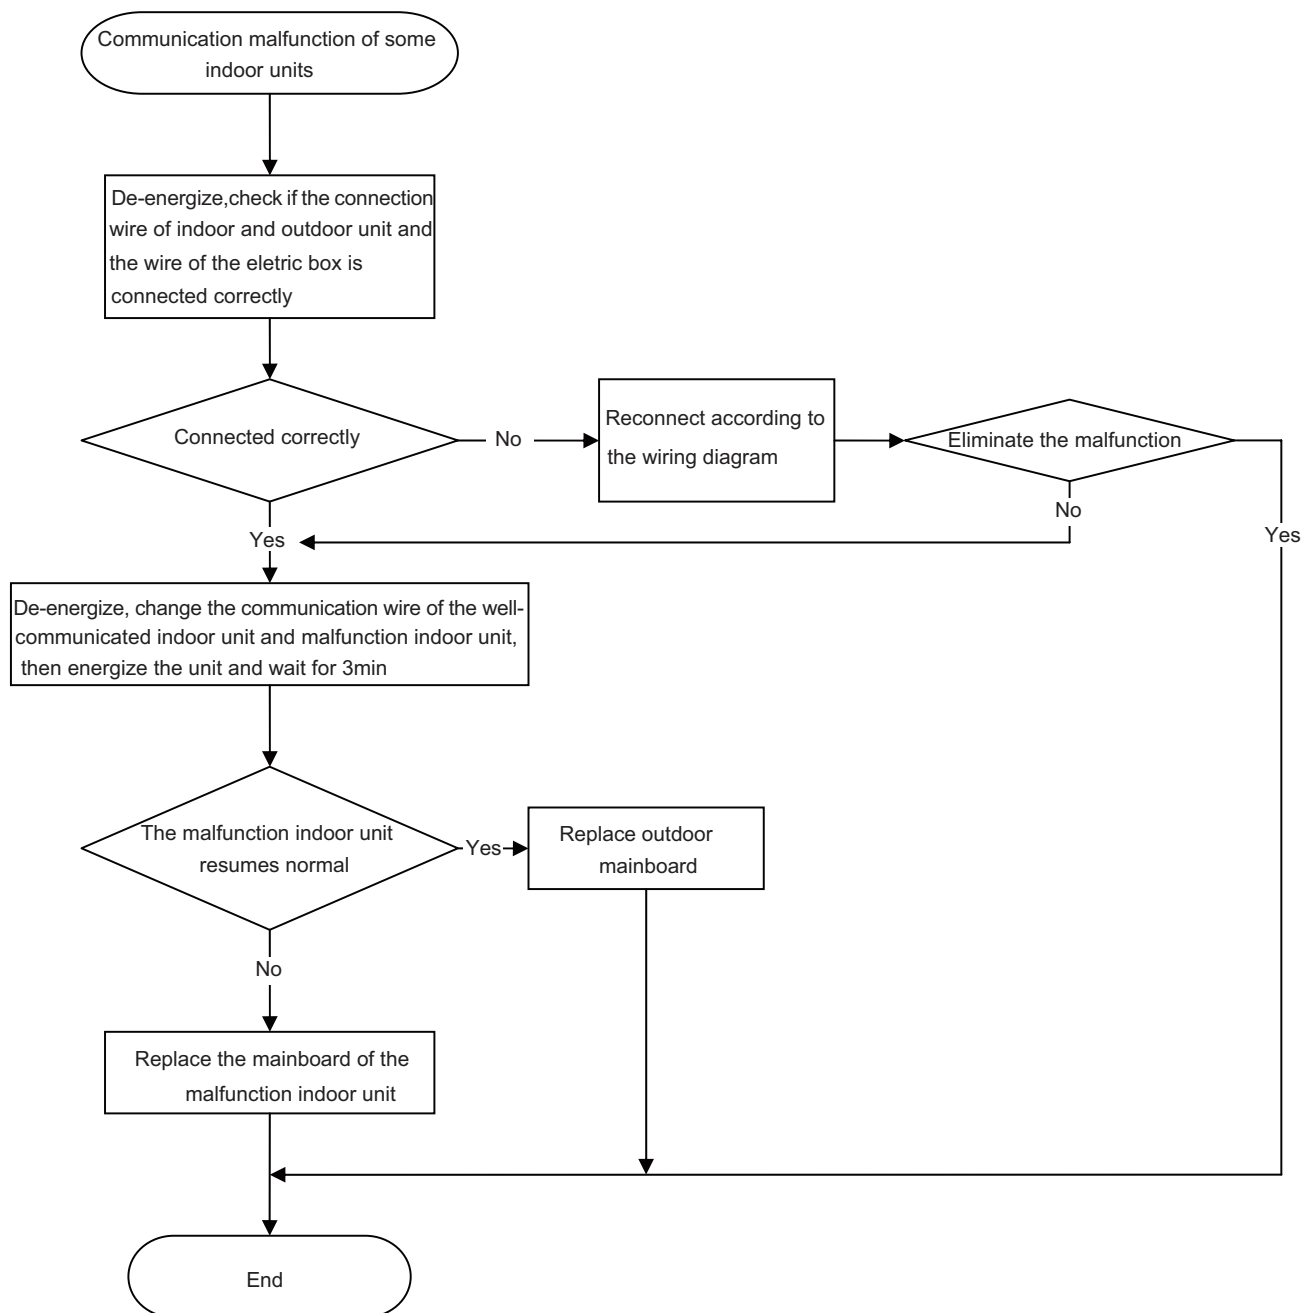 Communication malfunction of some
indoor units
De-energize,check if the connection
wire of indoor and outdoor unit and
the wire of the eletric box is
connected correctly
Connected correctly
No
Reconnect according to
the wiring diagram
Eliminate the malfunction
No
Yes
Yes
De-energize, change the communication wire of the well-
communicated indoor unit and malfunction indoor unit,
then energize the unit and wait for 3min
The malfunction indoor unit
resumes normal
Yes
Replace outdoor
mainboard
No
Replace the mainboard of the
malfunction indoor unit
End